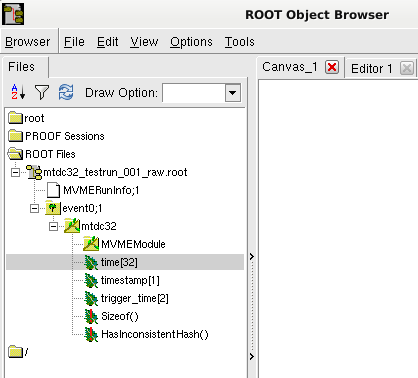 ROOT Object Browser
Browser File Edit View Options Tools
Files
Canvas_1 Editor 1
Draw Option:
root
PROOF Sessions
ROOT Files
mtdc32_testrun_001_raw.root
MVMERunInfo;1
event0;1
mtdc32
MVMEModule
time[32]
timestamp[1]
trigger_time[2]
Sizeof()
HasInconsistentHash()
/